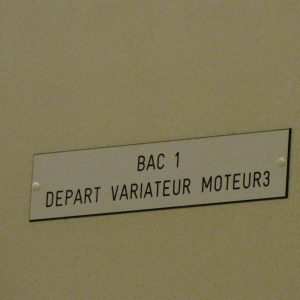 BAC 1
DEPART VARIATEUR MOTEUR3